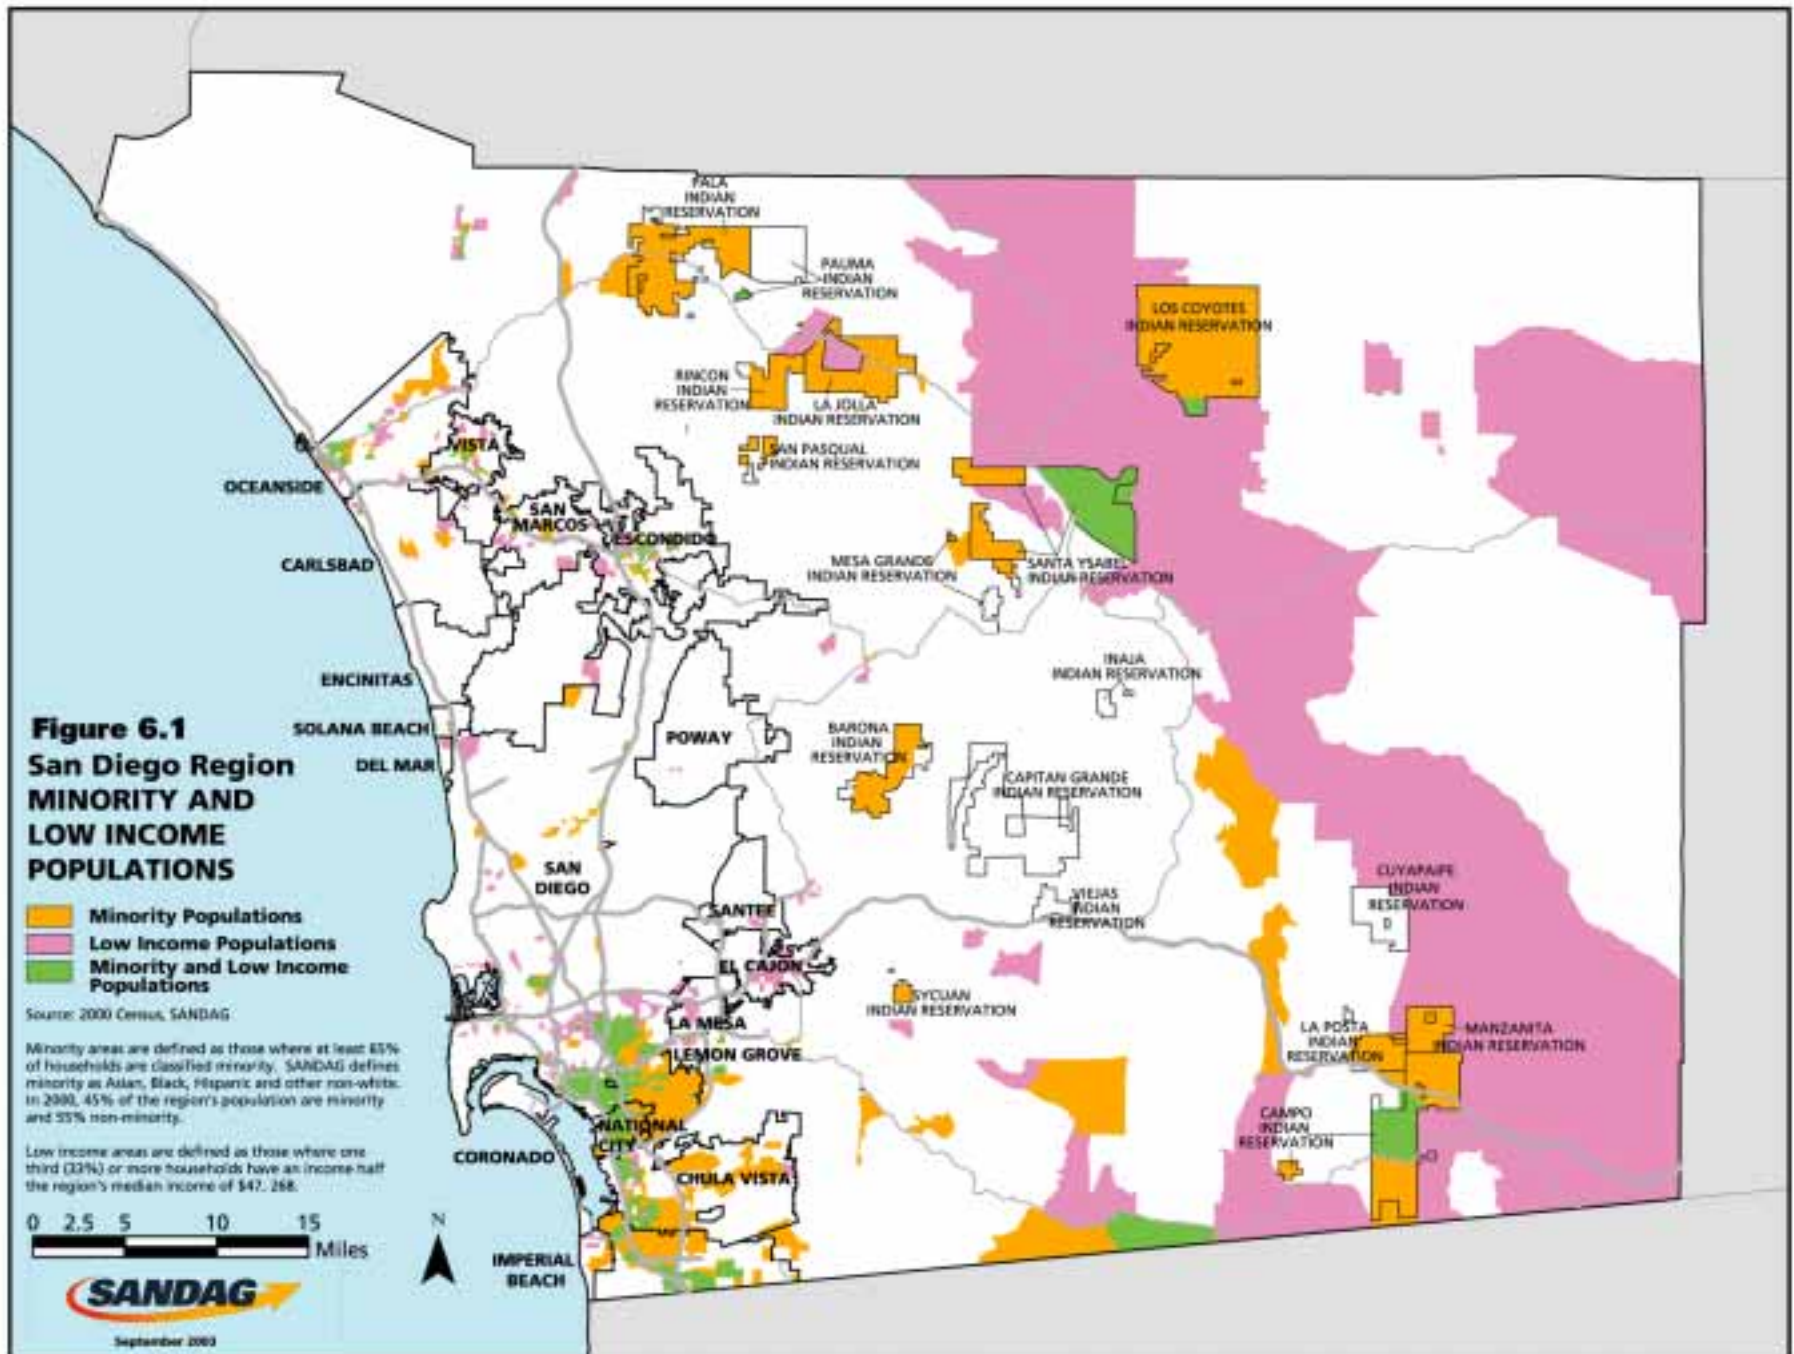 PALA
INDIAN
RESERVATION
PAUMA
INDIAN
RESERVATION
LOS COYOTES
INDIAN RESERVATION
RINCON
INDIAN
RESERVATION
LA JOLLA
INDIAN RESERVATION
VISTA
SAN PASQUAL
INDIAN RESERVATION
OCEANSIDE
SAN
MARCOS
ESCONDIDO
CARLSBAD
MESA GRANDE
INDIAN RESERVATION
SANTA YSABEL
INDIAN RESERVATION
ENCINITAS
INAJA
INDIAN RESERVATION
SOLANA BEACH
DEL MAR
POWAY
BARONA
INDIAN
RESERVATION
CAPITAN GRANDE
INDIAN RESERVATION
Figure 6.1
San Diego Region
MINORITY AND
LOW INCOME
POPULATIONS
SAN
DIEGO
CUYAPAIPE
INDIAN
RESERVATION
SANTEE
VIEJAS
INDIAN
RESERVATION
Minority Populations
Low Income Populations
Minority and Low Income
Populations
EL CAJON
SYCUAN
INDIAN RESERVATION
Source: 2000 Census, SANDAG
LA MESA
LA POSTA
INDIAN
RESERVATION
MANZANITA
INDIAN RESERVATION
LEMON GROVE
Minority areas are defined as those where at least 65%
of households are classified minority. SANDAG defines
minority as Asian, Black, Hispanic and other non-white.
In 2000, 45% of the region's population are minority
and 55% non-minority.
NATIONAL
CITY
CAMPO
INDIAN
RESERVATION
CORONADO
Low income areas are defined as those where one
third (33%) or more households have an income half
the region's median income of $47, 268.
CHULA VISTA
0 2.5 5 10 15
Miles
N
IMPERIAL
BEACH
SANDAG
September 2003